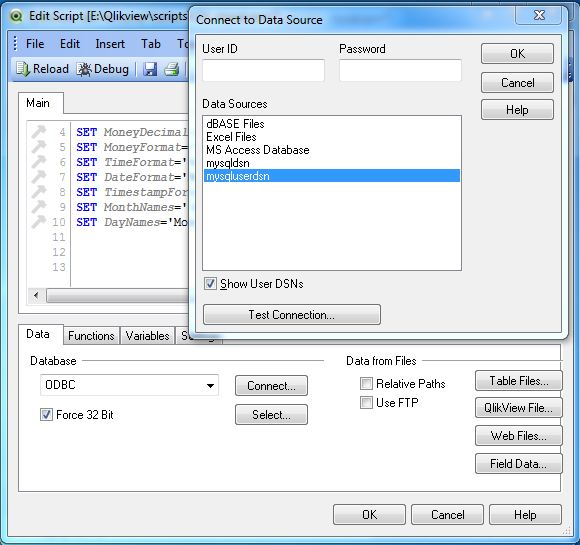 Edit Script [E:\Qlikview\scripts
File Edit Insert Tab To
Reload Debug
Main
4 SET MoneyDecimal
5 SET MoneyFormat=
6 SET TimeFormat='
7 SET DateFormat='
8 SET TimestampFor
9 SET MonthNames='
10 SET DayNames='Mo
11
12
13
Connect to Data Source
User ID Password
OK
Cancel
Help
Data Sources
dBASE Files
Excel Files
MS Access Database
mysqldsn
mysqluserdsn
Show User DSNs
Test Connection...
Data Functions Variables
Database
ODBC
Connect...
Force 32 Bit
Select...
Data from Files
Relative Paths
Use FTP
Table Files...
QlikView File...
Web Files...
Field Data...
OK Cancel Help